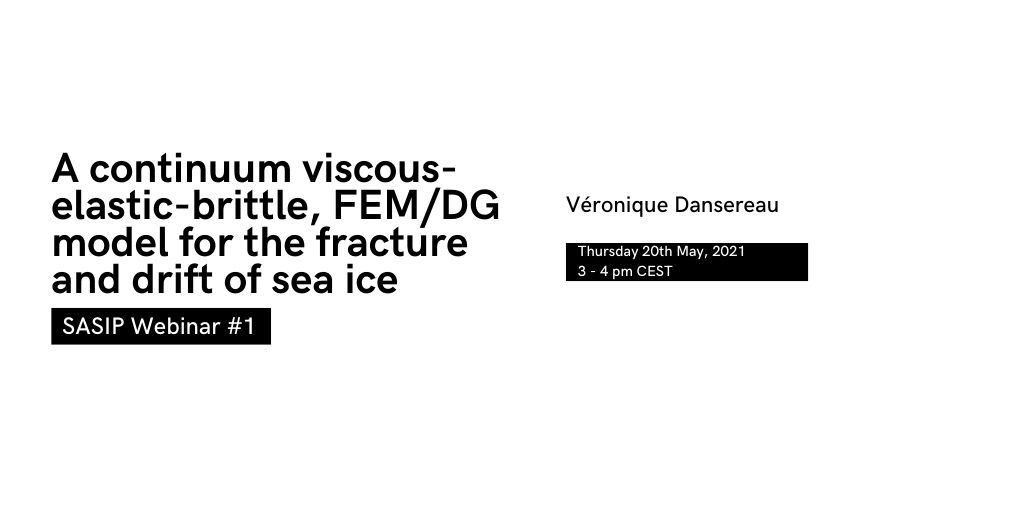 A continuum viscous-
elastic-brittle, FEM/DG
model for the fracture
and drift of sea ice
SASIP Webinar #1
Véronique Dansereau
Thursday 20th May, 2021
3 - 4 pm CEST